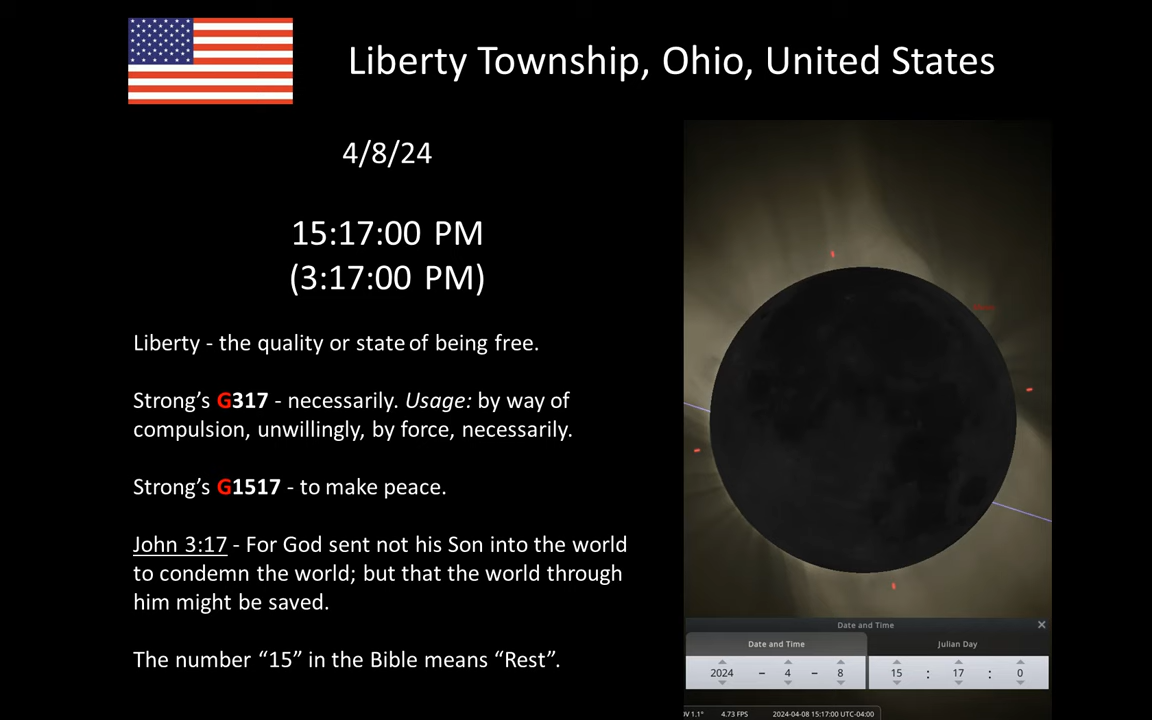 Liberty Township, Ohio, United States
4/8/24
15:17:00 PM
(3:17:00 PM)
Liberty - the quality or state of being free.
Strong's G317 - necessarily. Usage: by way of
compulsion, unwillingly, by force, necessarily.
Strong's G1517 - to make peace.
John 3:17 - For God sent not his Son into the world
to condemn the world; but that the world through
him might be saved.
The number “15” in the Bible means “Rest”.
Date and Time
Date and Time Julian Day
2024 - 4 - 8 15 : 17 : 0
1.1° 4.73 FPS 2024-04-08 15:17:00 UTC-04:00